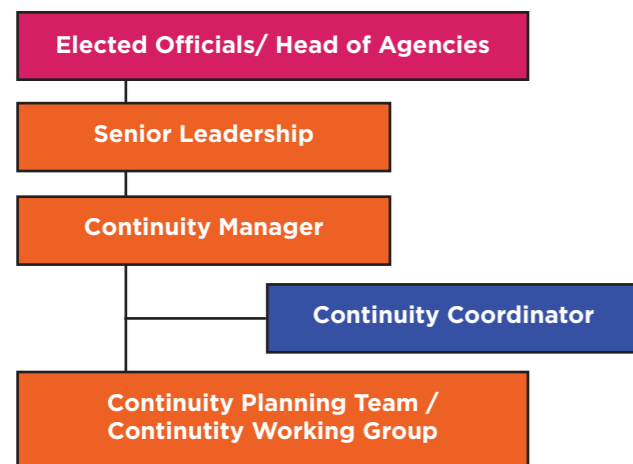 Elected Officials/ Head of Agencies
Senior Leadership
Continuity Manager
Continuity Coordinator
Continuity Planning Team /
Continutity Working Group